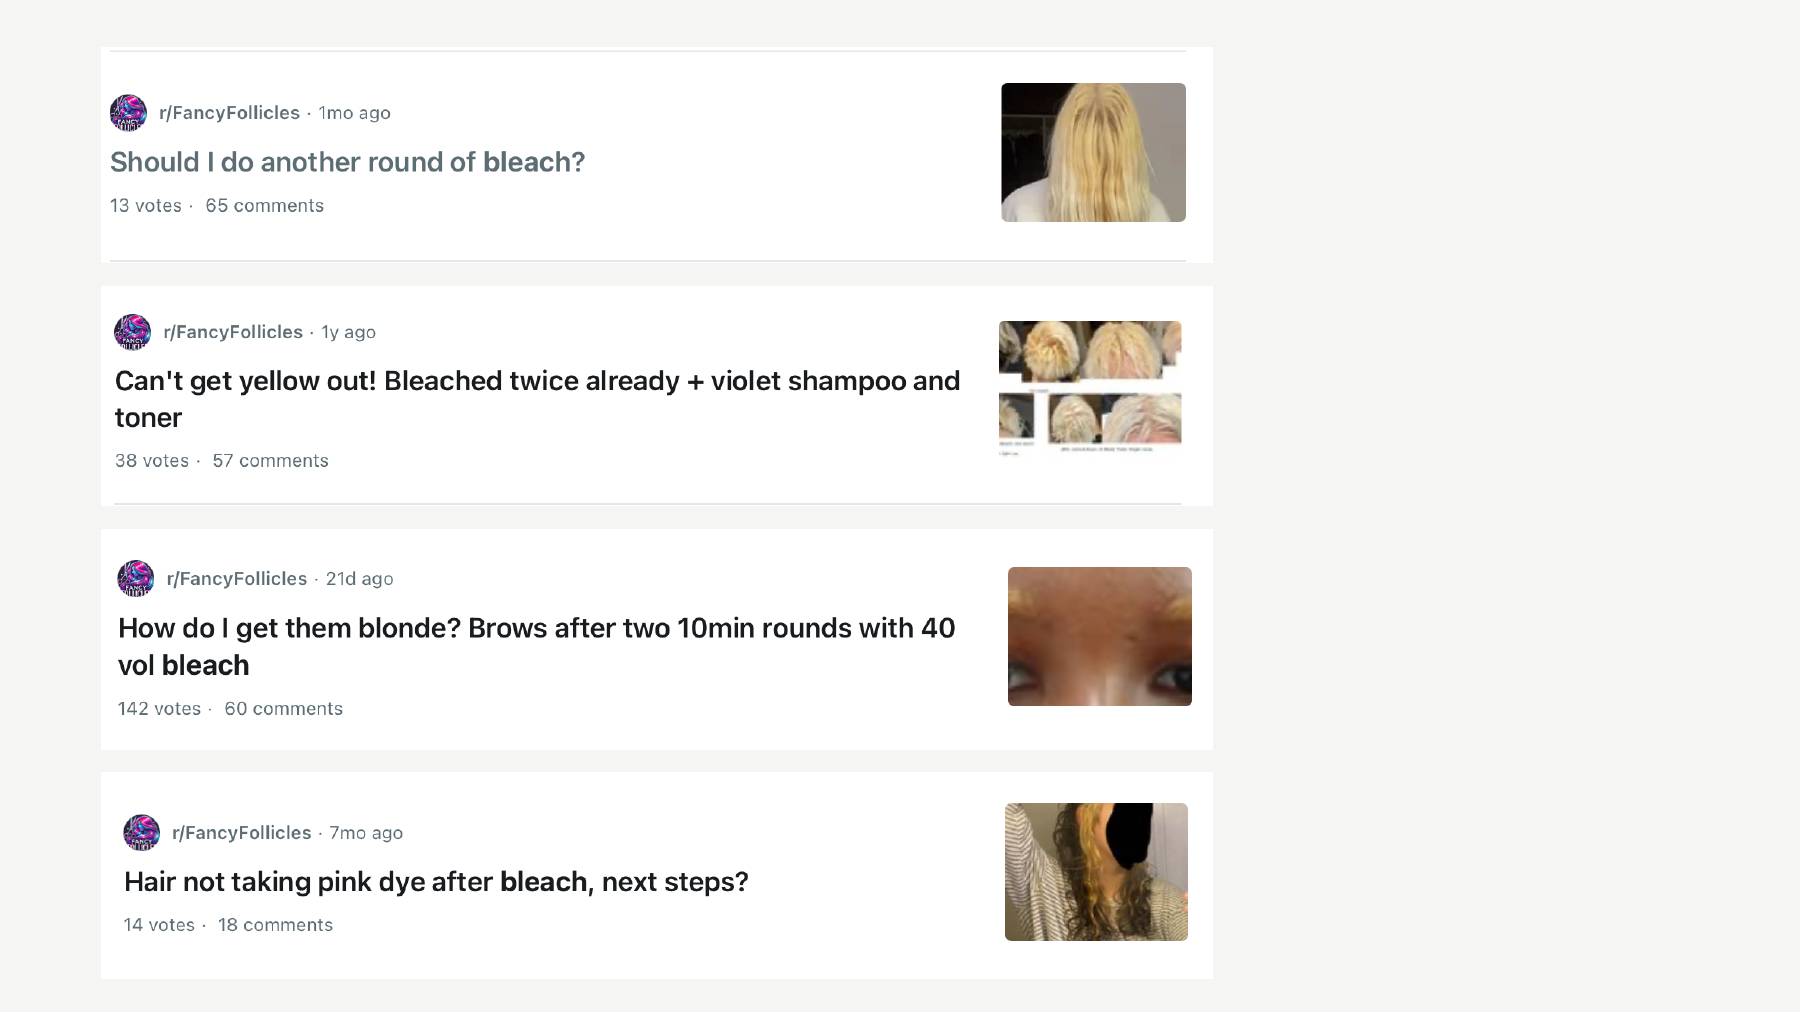 r/FancyFollicles · 1mo ago
Should I do another round of bleach?
13 votes · 65 comments
r/FancyFollicles · 1y ago
Can't get yellow out! Bleached twice already + violet shampoo and
toner
38 votes · 57 comments
r/FancyFollicles · 21d ago
How do I get them blonde? Brows after two 10min rounds with 40
vol bleach
142 votes · 60 comments
r/FancyFollicles · 7mo ago
Hair not taking pink dye after bleach, next steps?
14 votes · 18 comments